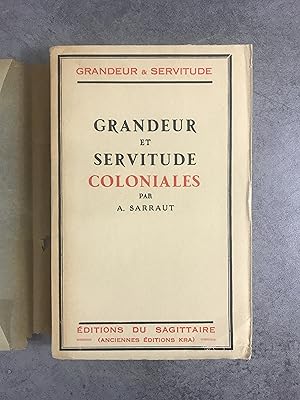 GRANDEUR & SERVITUDE
GRANDEUR
ET
SERVITUDE
COLONIALES
PAR
A. SARRAUT
ÉDITIONS DU SAGITTAIRE
(ANCIENNES ÉDITIONS KRA)